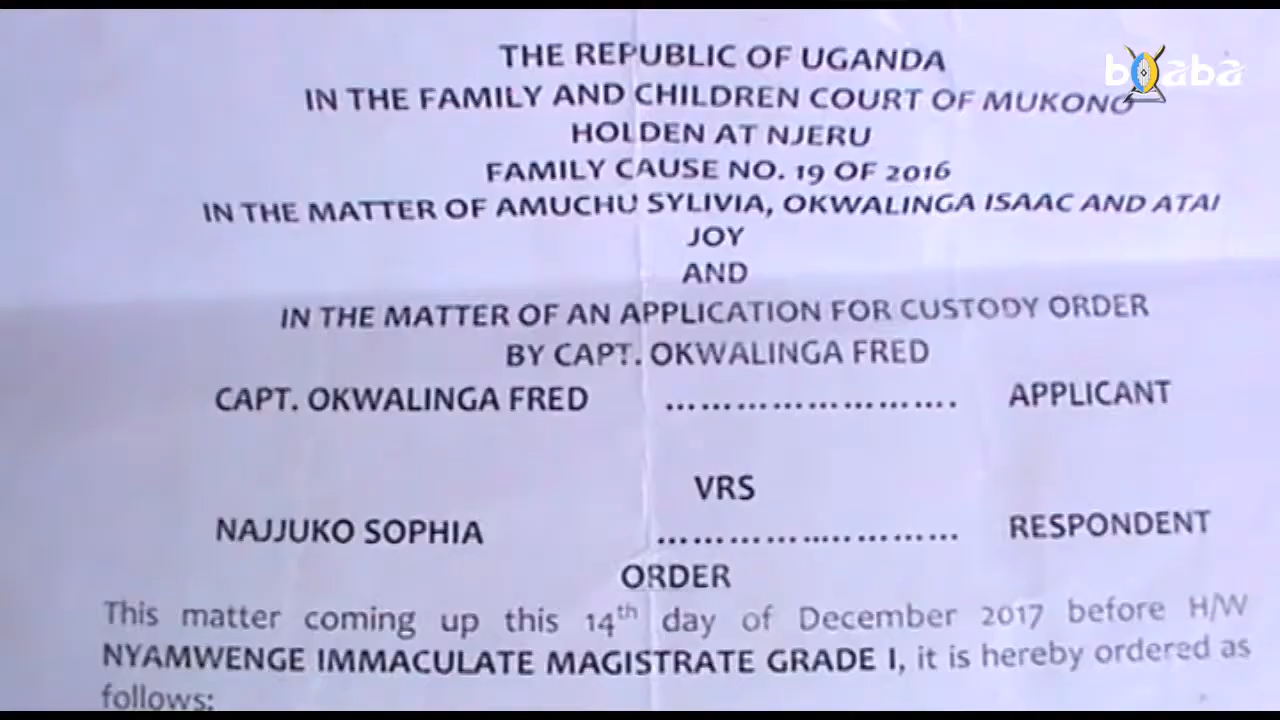 THE REPUBLIC OF UGANDA
IN THE FAMILY AND CHILDREN COURT OF MUKONO
HOLDEN AT NJERU
FAMILY CAUSE NO. 19 OF 2016
IN THE MATTER OF AMUCHU SYLIVIA, OKWALINGA ISAAC AND ATAI
JOY
AND
IN THE MATTER OF AN APPLICATION FOR CUSTODY ORDER
BY CAPT. OKWALINGA FRED
CAPT. OKWALINGA FRED ........................ APPLICANT
VRS
NAJJUKO SOPHIA ......................... RESPONDENT
ORDER
This matter coming up this 14th day of December 2017 before H/W
NYAMWENGE IMMACULATE MAGISTRATE GRADE I, it is hereby ordered as
follows: